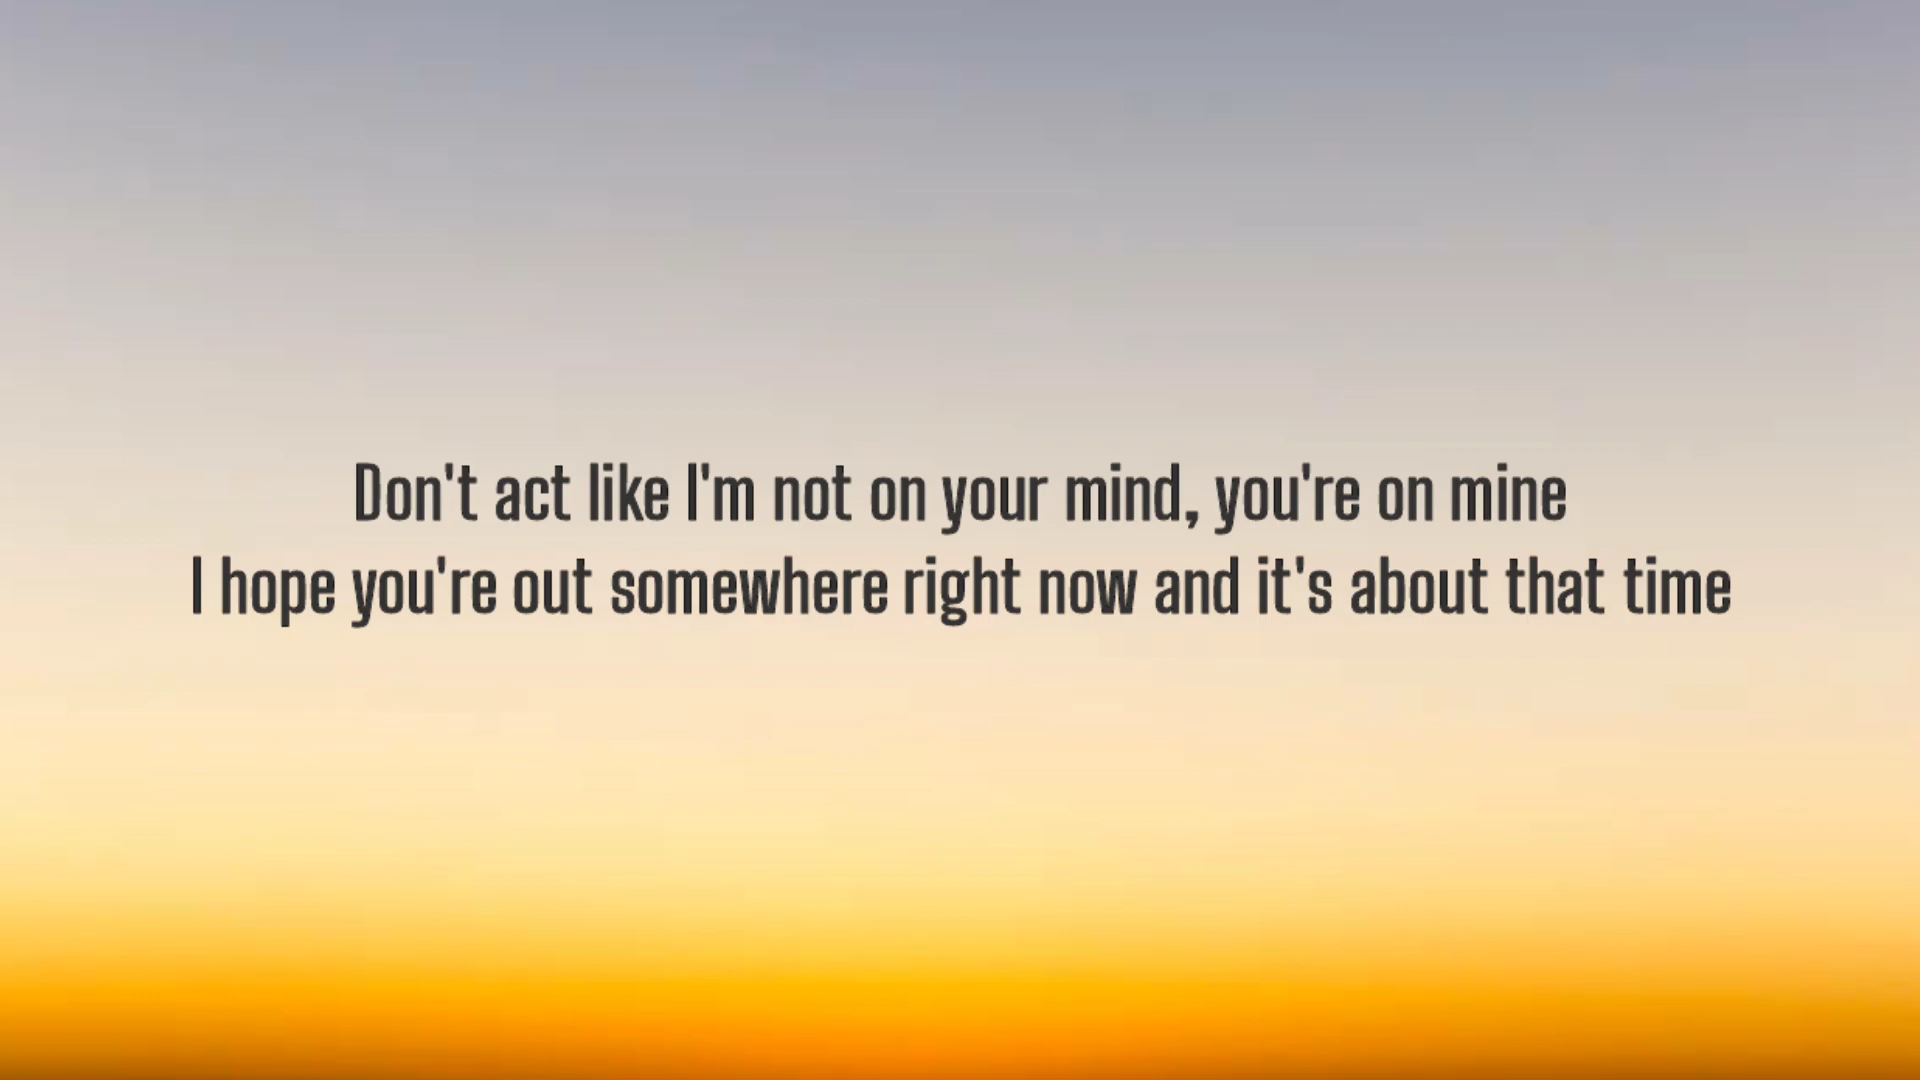 Don't act like I'm not on your mind, you're on mine
I hope you're out somewhere right now and it's about that time